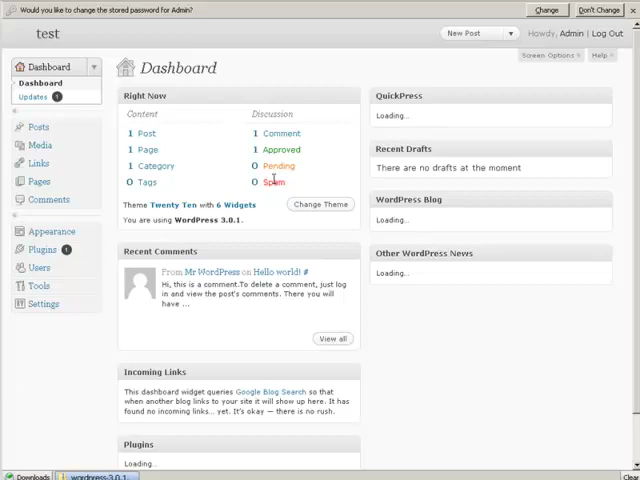 Would you like to change the stored password for Admin?
Change
Don't Change
test
New Post
Howdy, Admin | Log Out
Screen Options
Help
Dashboard
Dashboard
Updates 1
Posts
Media
Links
Pages
Comments
Appearance
Plugins 1
Users
Tools
Settings
Dashboard
Right Now
Content
Discussion
1 Post
1 Comment
1 Page
1 Approved
1 Category
0 Pending
0 Tags
0 Spam
Theme Twenty Ten with 6 Widgets
Change Theme
You are using WordPress 3.0.1.
Recent Comments
From Mr WordPress on Hello world! #
Hi, this is a comment.To delete a comment, just log
in and view the post's comments. There you will
have ...
View all
Incoming Links
This dashboard widget queries Google Blog Search so that
when another blog links to your site it will show up here. It has
found no incoming links... yet. It's okay — there is no rush.
Plugins
Loading...
QuickPress
Loading...
Recent Drafts
There are no drafts at the moment
WordPress Blog
Loading...
Other WordPress News
Loading...
Downloads
wordpress-3.0.1.
Clear